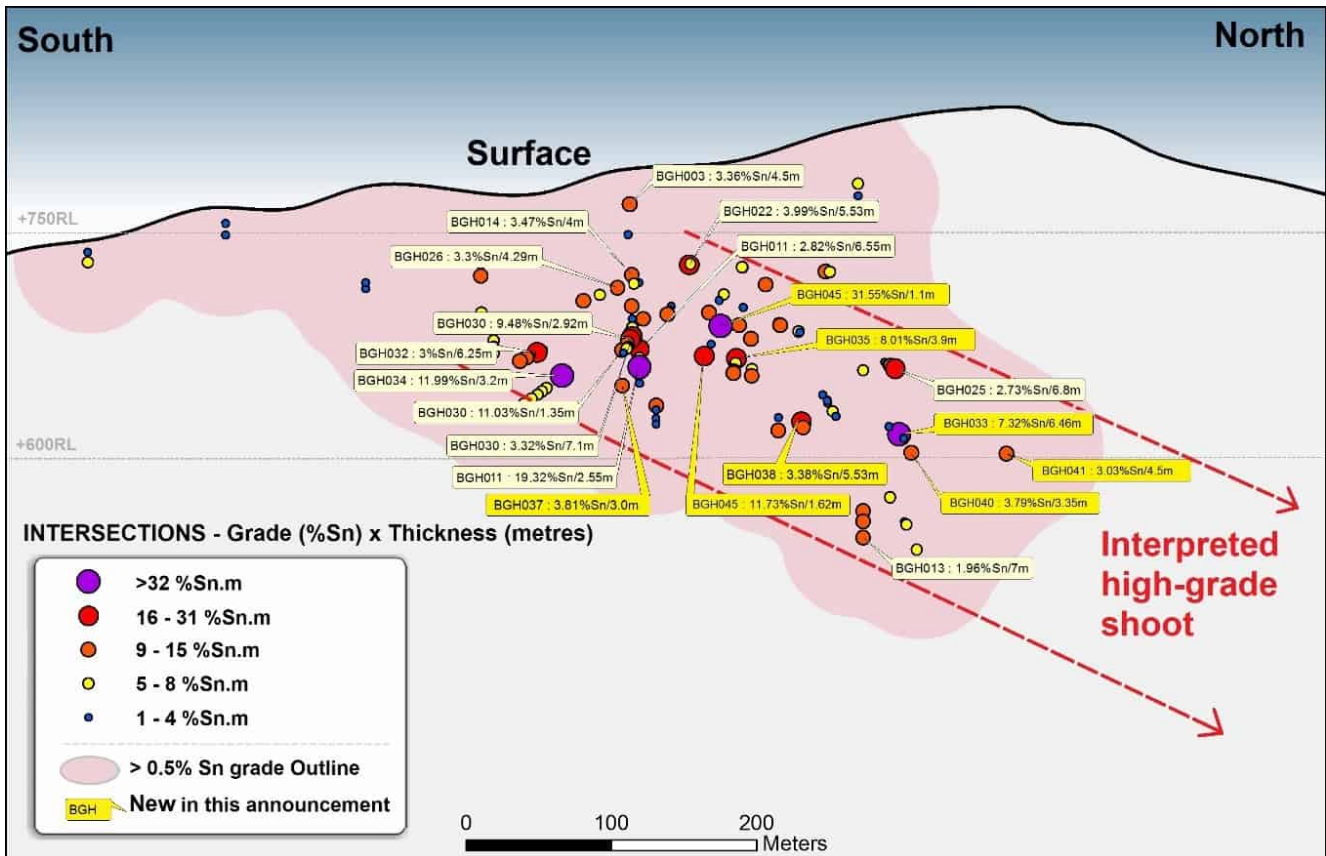 South
North
Surface
+750RL
BGH003 : 3.36%Sn/4.5m
BGH022 : 3.99%Sn/5.53m
BGH014 : 3.47%Sn/4m
BGH011 : 2.82%Sn/6.55m
BGH026 : 3.3%Sn/4.29m
BGH045 : 31.55%Sn/1.1m
BGH030 : 9.48%Sn/2.92m
BGH035 : 8.01%Sn/3.9m
BGH032 : 3%Sn/6.25m
BGH034 : 11.99%Sn/3.2m
BGH025 : 2.73%Sn/6.8m
BGH030 : 11.03%Sn/1.35m
BGH033 : 7.32%Sn/6.46m
BGH030 : 3.32%Sn/7.1m
+600RL
BGH011 : 19.32%Sn/2.55m
BGH038 : 3.38%Sn/5.53m
BGH041 : 3.03%Sn/4.5m
BGH037 : 3.81%Sn/3.0m
BGH045 : 11.73%Sn/1.62m
BGH040 : 3.79%Sn/3.35m
BGH013 : 1.96%Sn/7m
Interpreted
high-grade
shoot
INTERSECTIONS - Grade (%Sn) x Thickness (metres)
>32 %Sn.m
16 - 31 %Sn.m
9 - 15 %Sn.m
5 - 8 %Sn.m
1 - 4 %Sn.m
> 0.5% Sn grade Outline
BGH New in this announcement
0 100 200
Meters